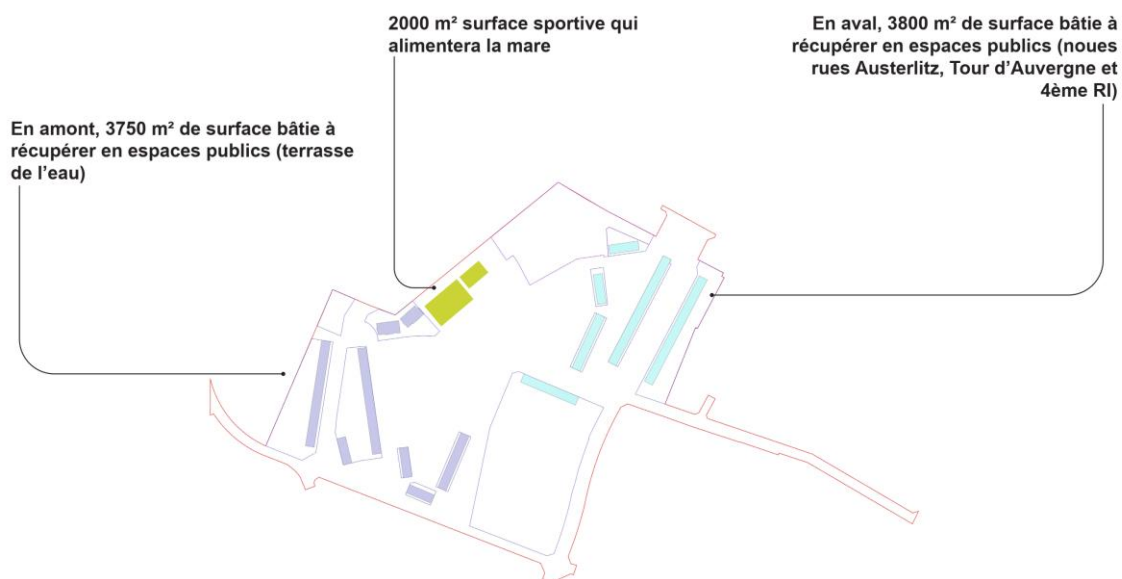 2000 m² surface sportive qui
alimentera la mare
En aval, 3800 m² de surface bâtie à
récupérer en espaces publics (noues
rues Austerlitz, Tour d’Auvergne et
4ème RI)
En amont, 3750 m² de surface bâtie à
récupérer en espaces publics (terrasse
de l’eau)